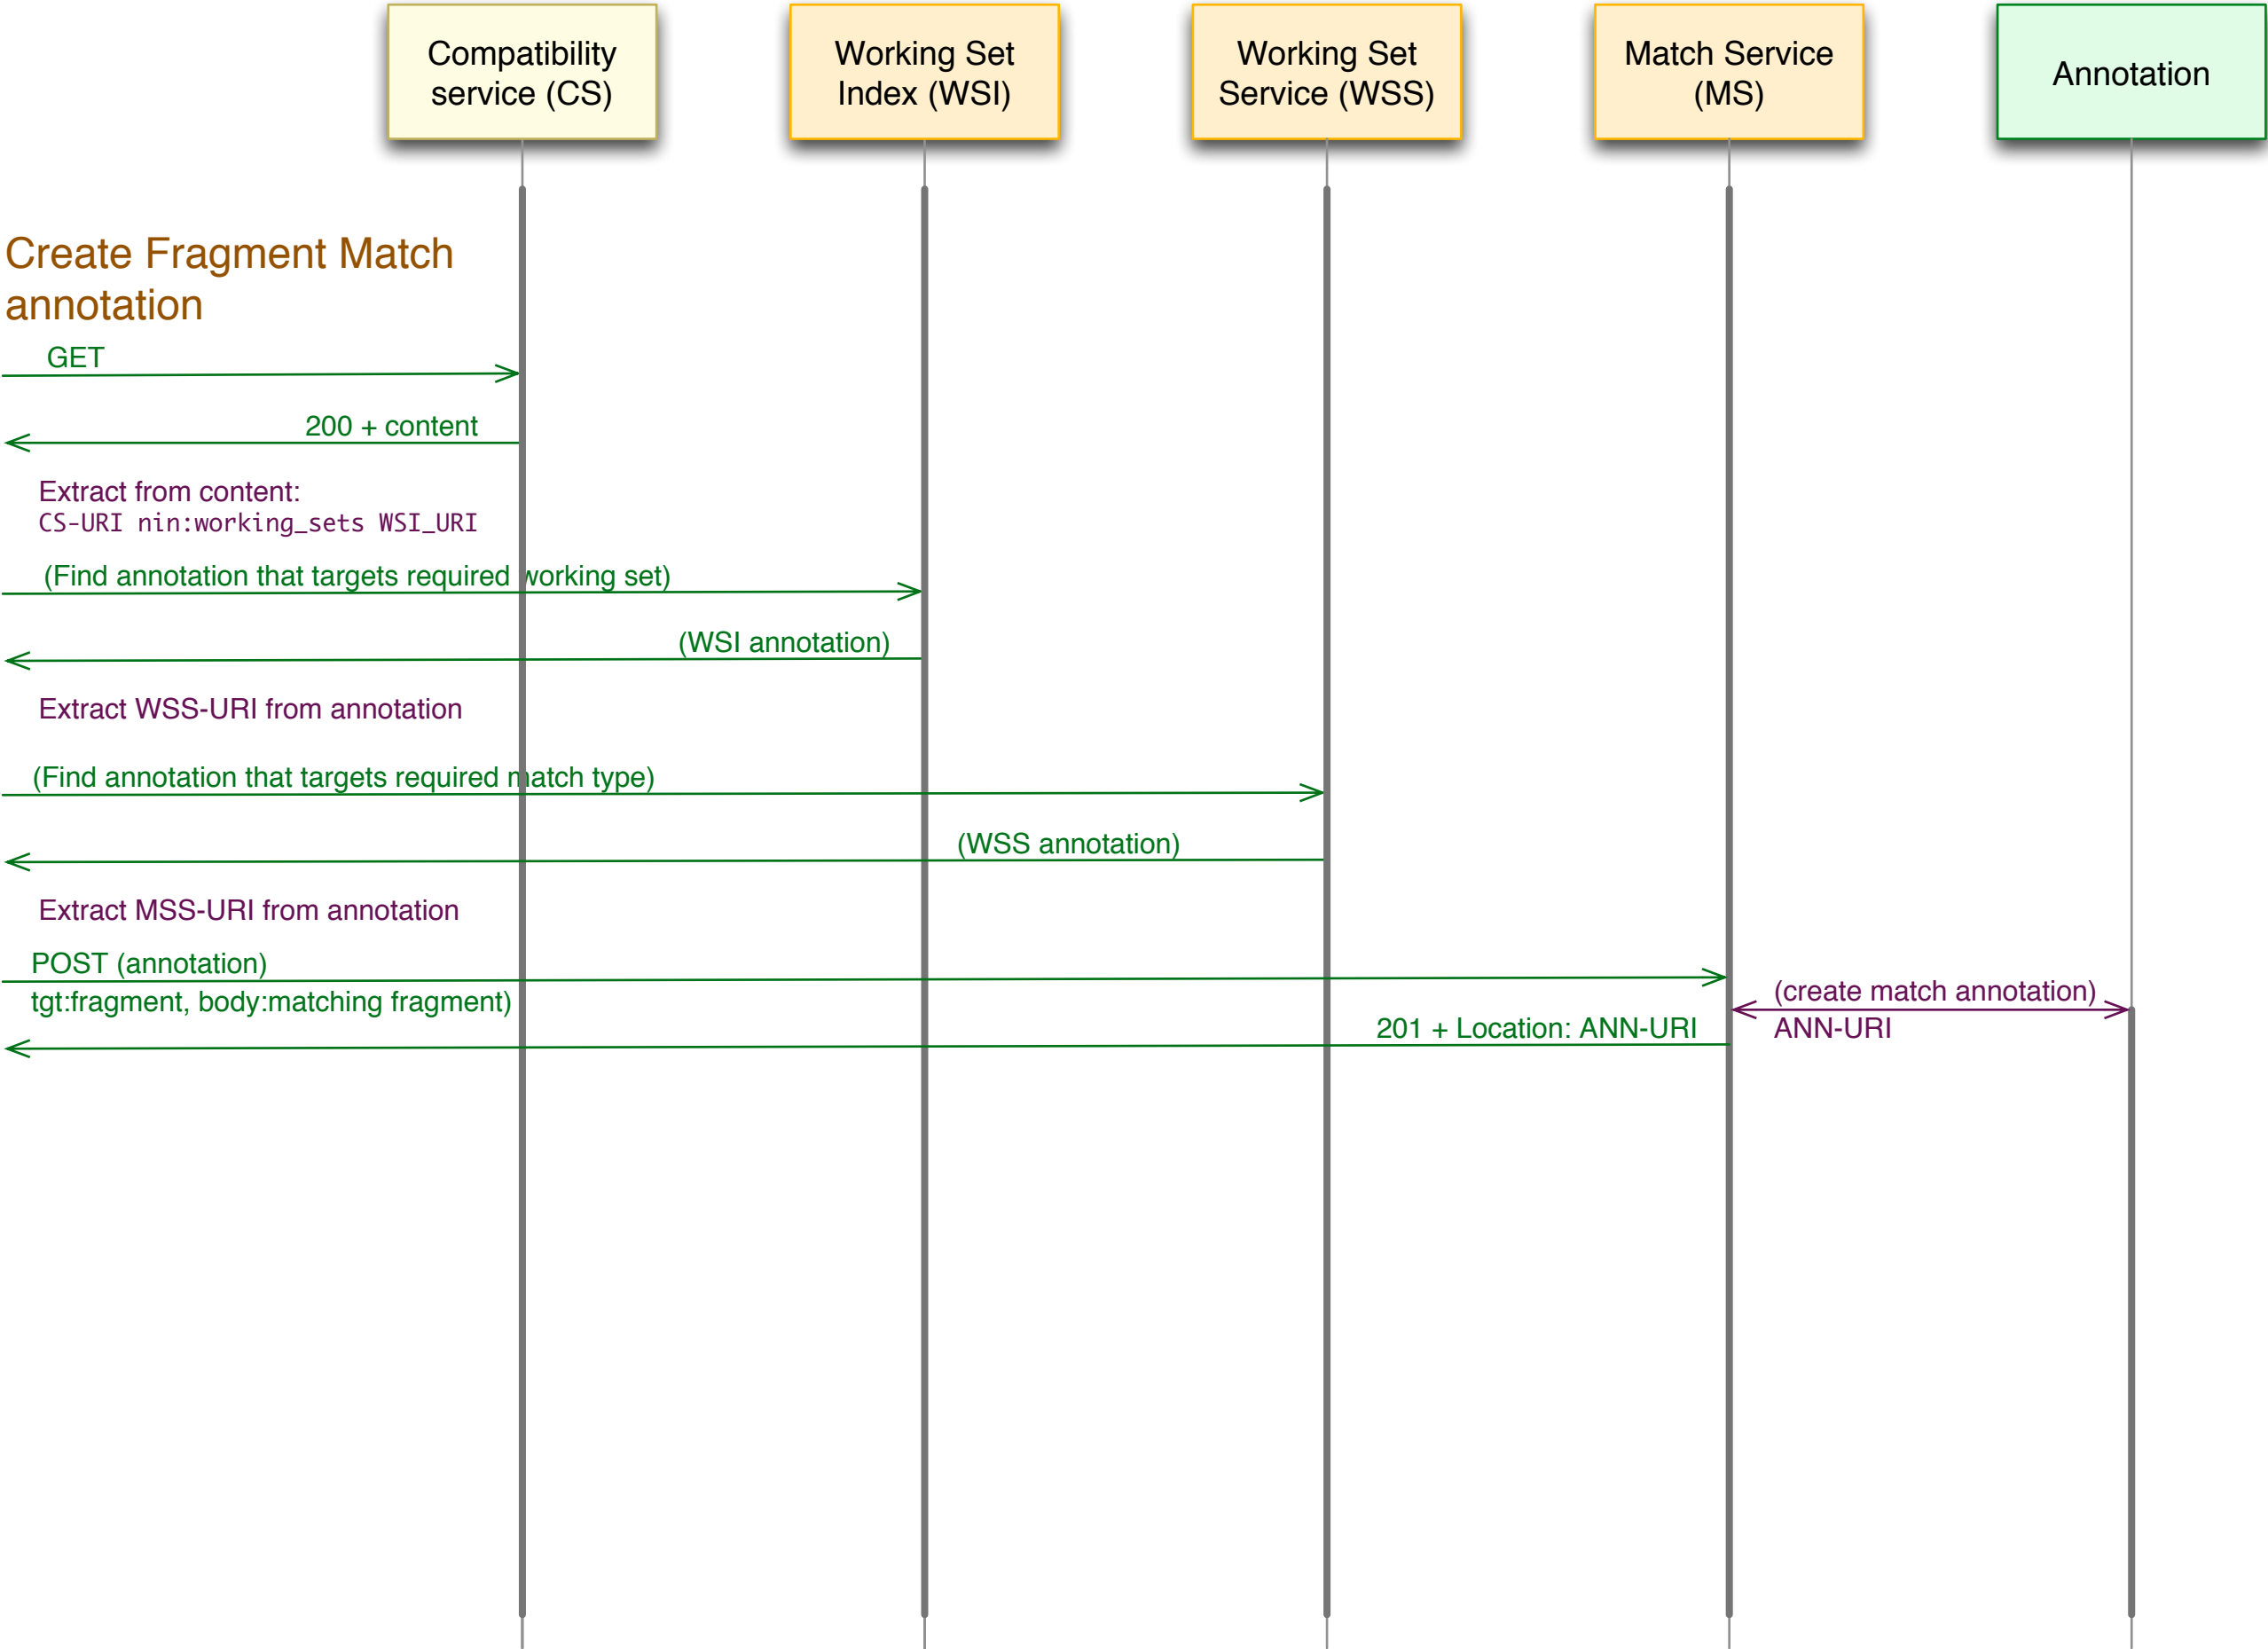 Compatibility
service (CS)
Working Set
Index (WSI)
Working Set
Service (WSS)
Match Service
(MS)
Annotation
Create Fragment Match
annotation
GET
200 + content
Extract from content:
CS-URI nin:working_sets WSI_URI
(Find annotation that targets required working set)
(WSI annotation)
Extract WSS-URI from annotation
(Find annotation that targets required match type)
(WSS annotation)
Extract MSS-URI from annotation
POST (annotation)
tgt:fragment, body:matching fragment)
(create match annotation)
ANN-URI
201 + Location: ANN-URI